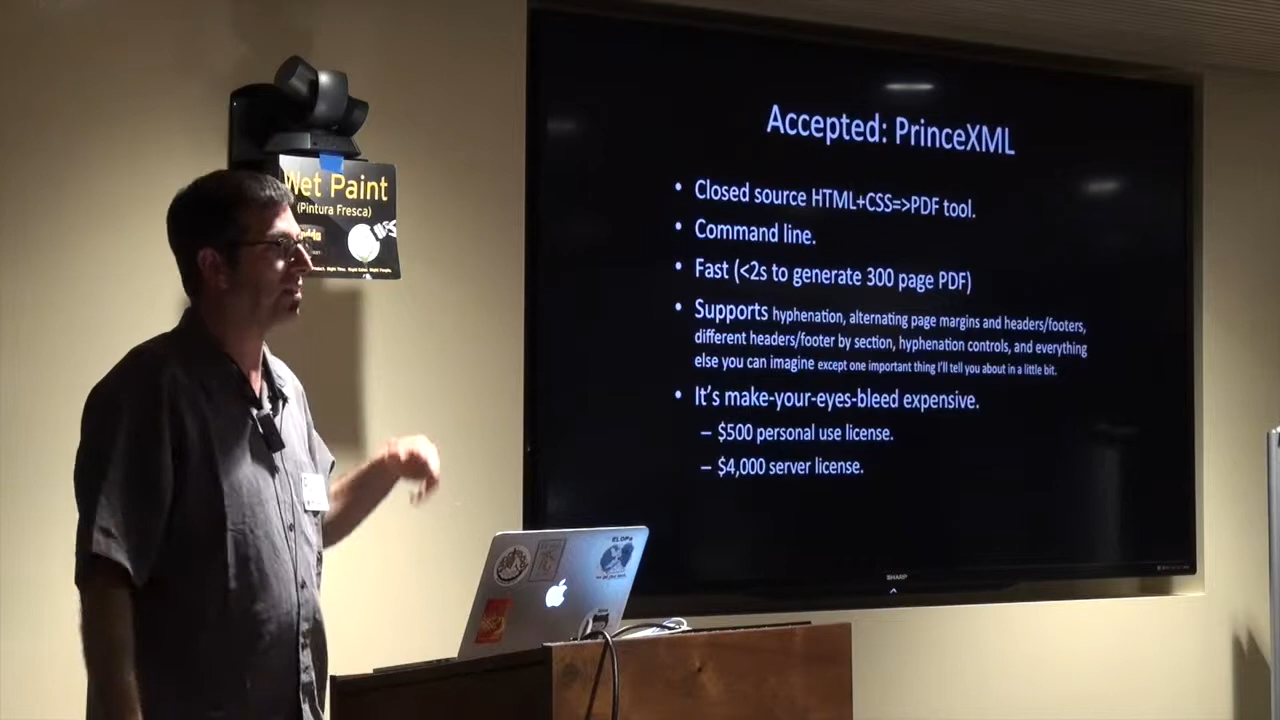 Wet Paint
(Pintura Fresca)
Accepted: PrinceXML
• Closed source HTML+CSS=>PDF tool.
• Command line.
• Fast (<2s to generate 300 page PDF)
• Supports hyphenation, alternating page margins and headers/footers,
different headers/footer by section, hyphenation controls, and everything
else you can imagine except one important thing I'll tell you about in a little bit.
• It's make-your-eyes-bleed expensive.
– $500 personal use license.
– $4,000 server license.
SHARP
ELOPe